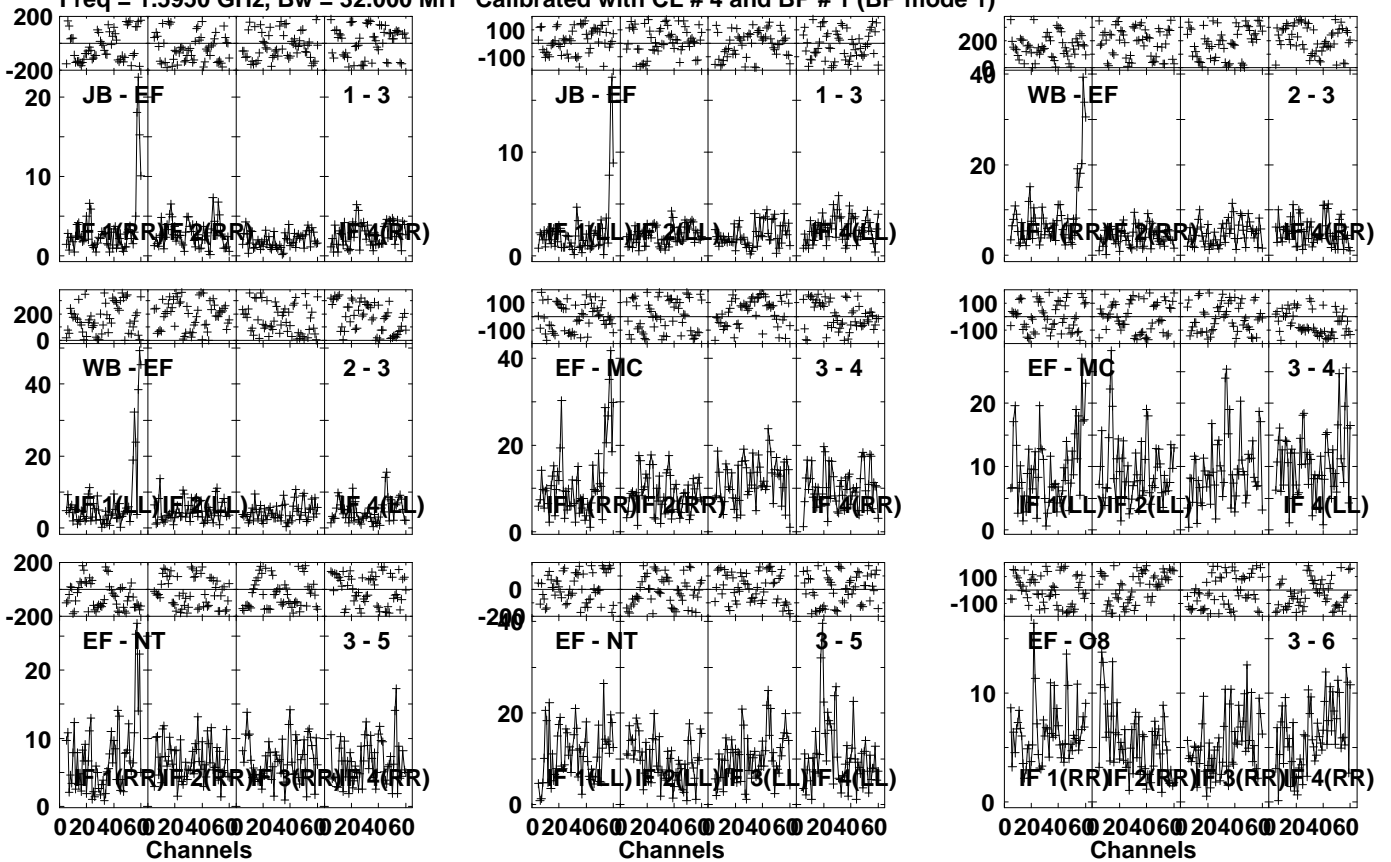 Freq = 1.5950 GHz, Bw = 32.000 MH Calibrated with CL # 4 and BP # 1 (BP mode 1)
200
-200
20
10
0
JB - EF 1 - 3
IF 1(RR) IF 2(RR) IF 4(RR)
100
-100
10
0
JB - EF 1 - 3
IF 1(LL) IF 2(LL) IF 4(LL)
200
0
40
20
0
WB - EF 2 - 3
IF 1(RR) IF 2(RR) IF 4(RR)
200
0
40
20
0
WB - EF 2 - 3
IF 1(LL) IF 2(LL) IF 4(LL)
100
-100
40
20
0
EF - MC 3 - 4
IF 1(RR) IF 2(RR) IF 4(RR)
100
-100
20
10
0
EF - MC 3 - 4
IF 1(LL) IF 2(LL) IF 4(LL)
200
-200
20
10
0
EF - NT 3 - 5
IF 1(RR) IF 2(RR) IF 3(RR) IF 4(RR)
0 20 40 60 0 20 40 60 0 20 40 60 0 20 40 60
Channels
0
-200
40
20
0
EF - NT 3 - 5
IF 1(LL) IF 2(LL) IF 3(LL) IF 4(LL)
0 20 40 60 0 20 40 60 0 20 40 60 0 20 40 60
Channels
100
-100
10
0
EF - O8 3 - 6
IF 1(RR) IF 2(RR) IF 3(RR) IF 4(RR)
0 20 40 60 0 20 40 60 0 20 40 60 0 20 40 60
Channels